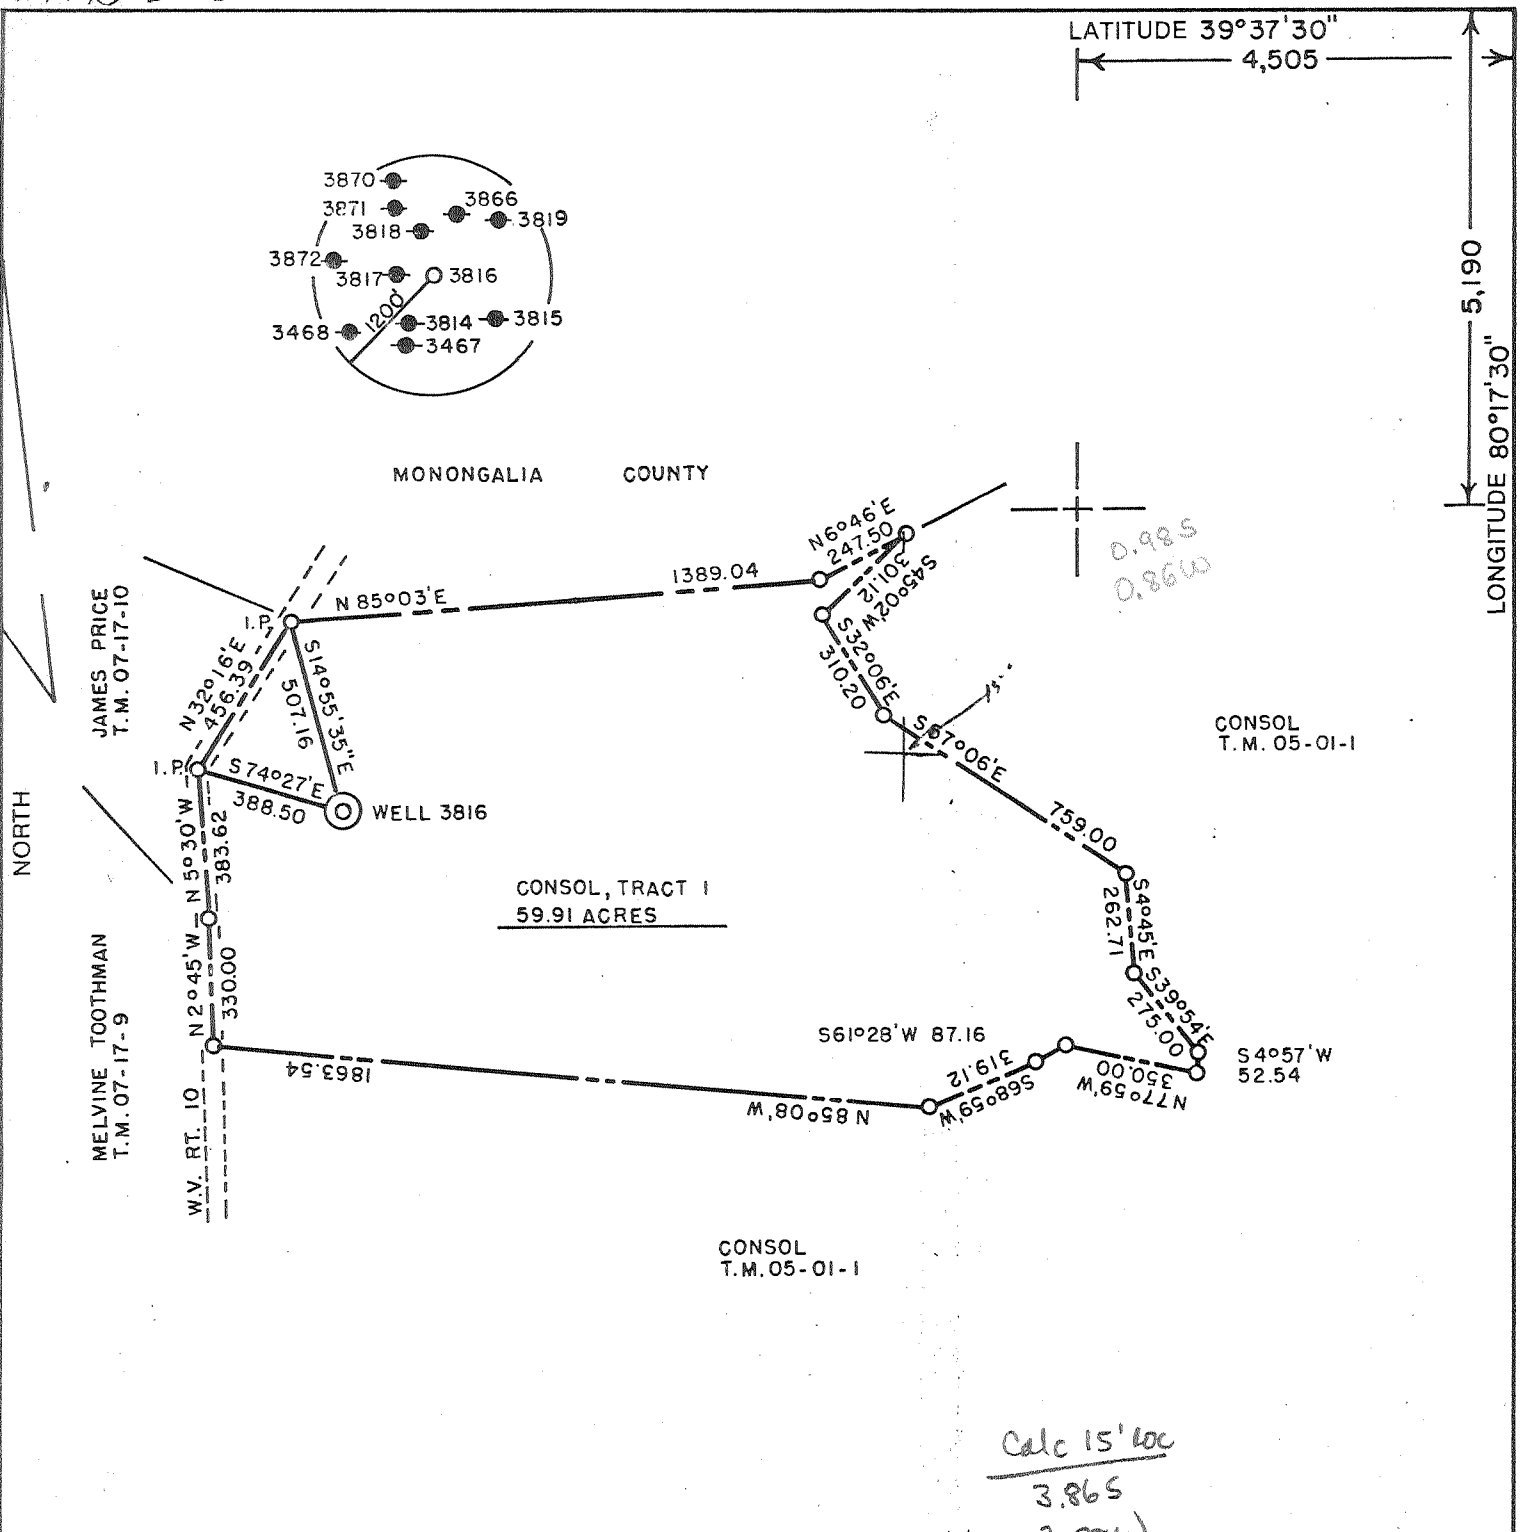 LATITUDE 39°37'30"
4,505
5,190
LONGITUDE 80°17'30"
3870
3871
3866
3819
3818
3872
3817
3816
1200'
3468
3814
3815
3467
MONONGALIA COUNTY
0.98S
0.86W
N6°46'E
247.50
S45°02'W
301.12
1389.04
N 85°03'E
I.P.
JAMES PRICE
T.M. 07-17-10
N32°16'E
456.39
S14°55'35"E
507.16
S32°06'E
310.20
S57°06'E
759.00
CONSOL
T.M. 05-01-1
I.P.
S74°27'E
388.50
WELL 3816
NORTH
N5°30'W
383.62
CONSOL, TRACT 1
59.91 ACRES
S4°45'E
262.71
S39°54'E
275.00
MELVINE TOOTHMAN
T.M. 07-17-9
N2°45'W
330.00
S61°28'W 87.16
S4°57'W
52.54
N77°59'W
350.00
S68°59'W
319.12
N85°08'W
1863.54
W.V. RT. 10
CONSOL
T.M. 05-01-1
Calc 15' Loc
3.86S